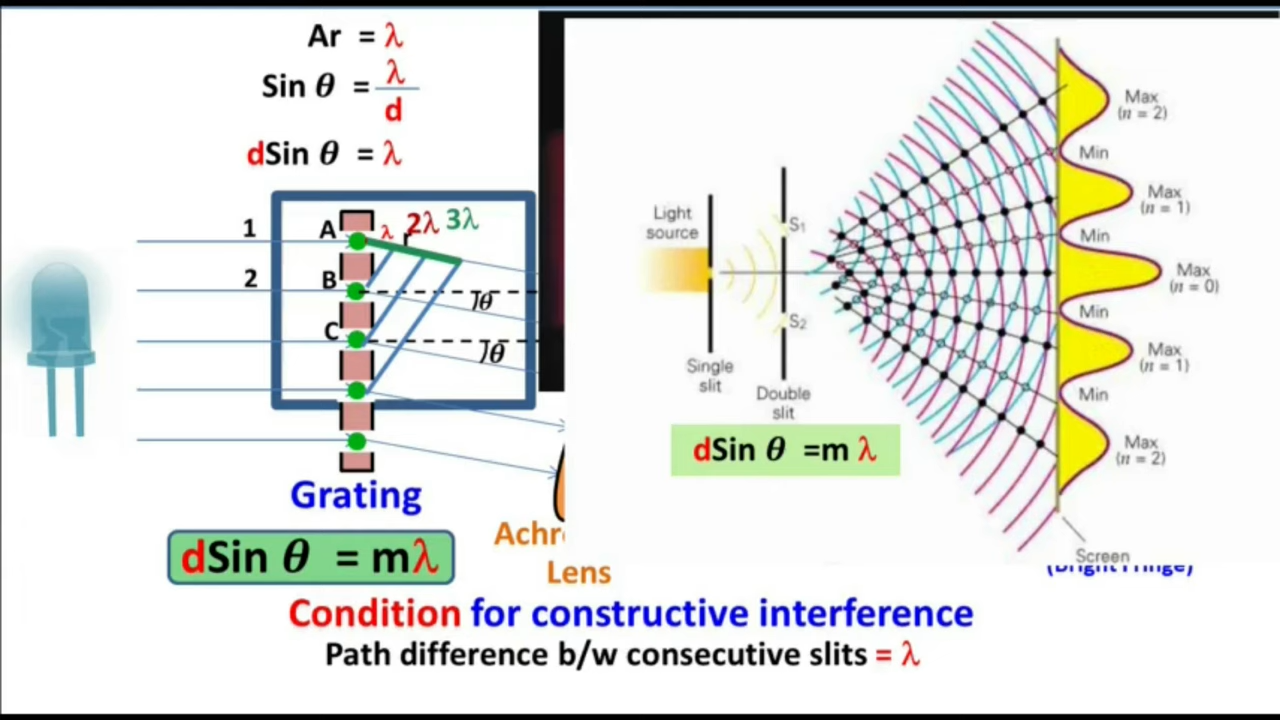 Ar = λ
Sin θ = λ
d
dSin θ = λ
1
2
A
B
C
λ 2λ 3λ
r
θ
θ
Grating
dSin θ = mλ
Lens
Light
source
Single
slit
S1
S2
Double
slit
dSin θ =m λ
Max
(n = 2)
Min
Max
(n = 1)
Min
Max
(n = 0)
Min
Max
(n = 1)
Min
Max
(n = 2)
Screen
Condition for constructive interference
Path difference b/w consecutive slits = λ